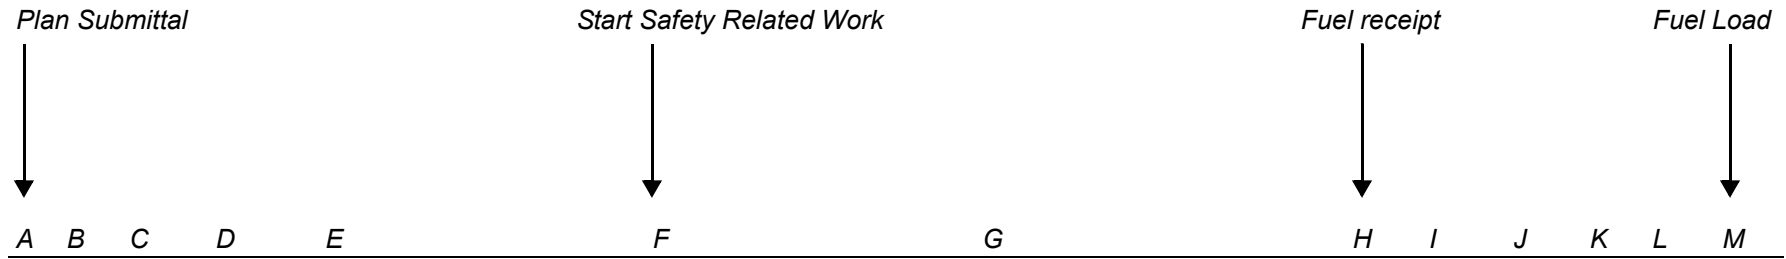 Plan Submittal Start Safety Related Work Fuel receipt Fuel Load
A B C D E F G H I J K L M